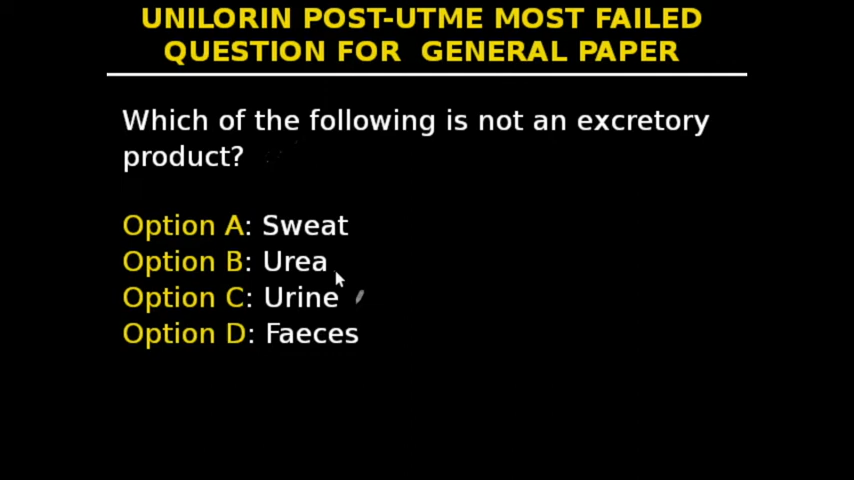 UNILORIN POST-UTME MOST FAILED
QUESTION FOR GENERAL PAPER
Which of the following is not an excretory
product?
Option A: Sweat
Option B: Urea
Option C: Urine
Option D: Faeces